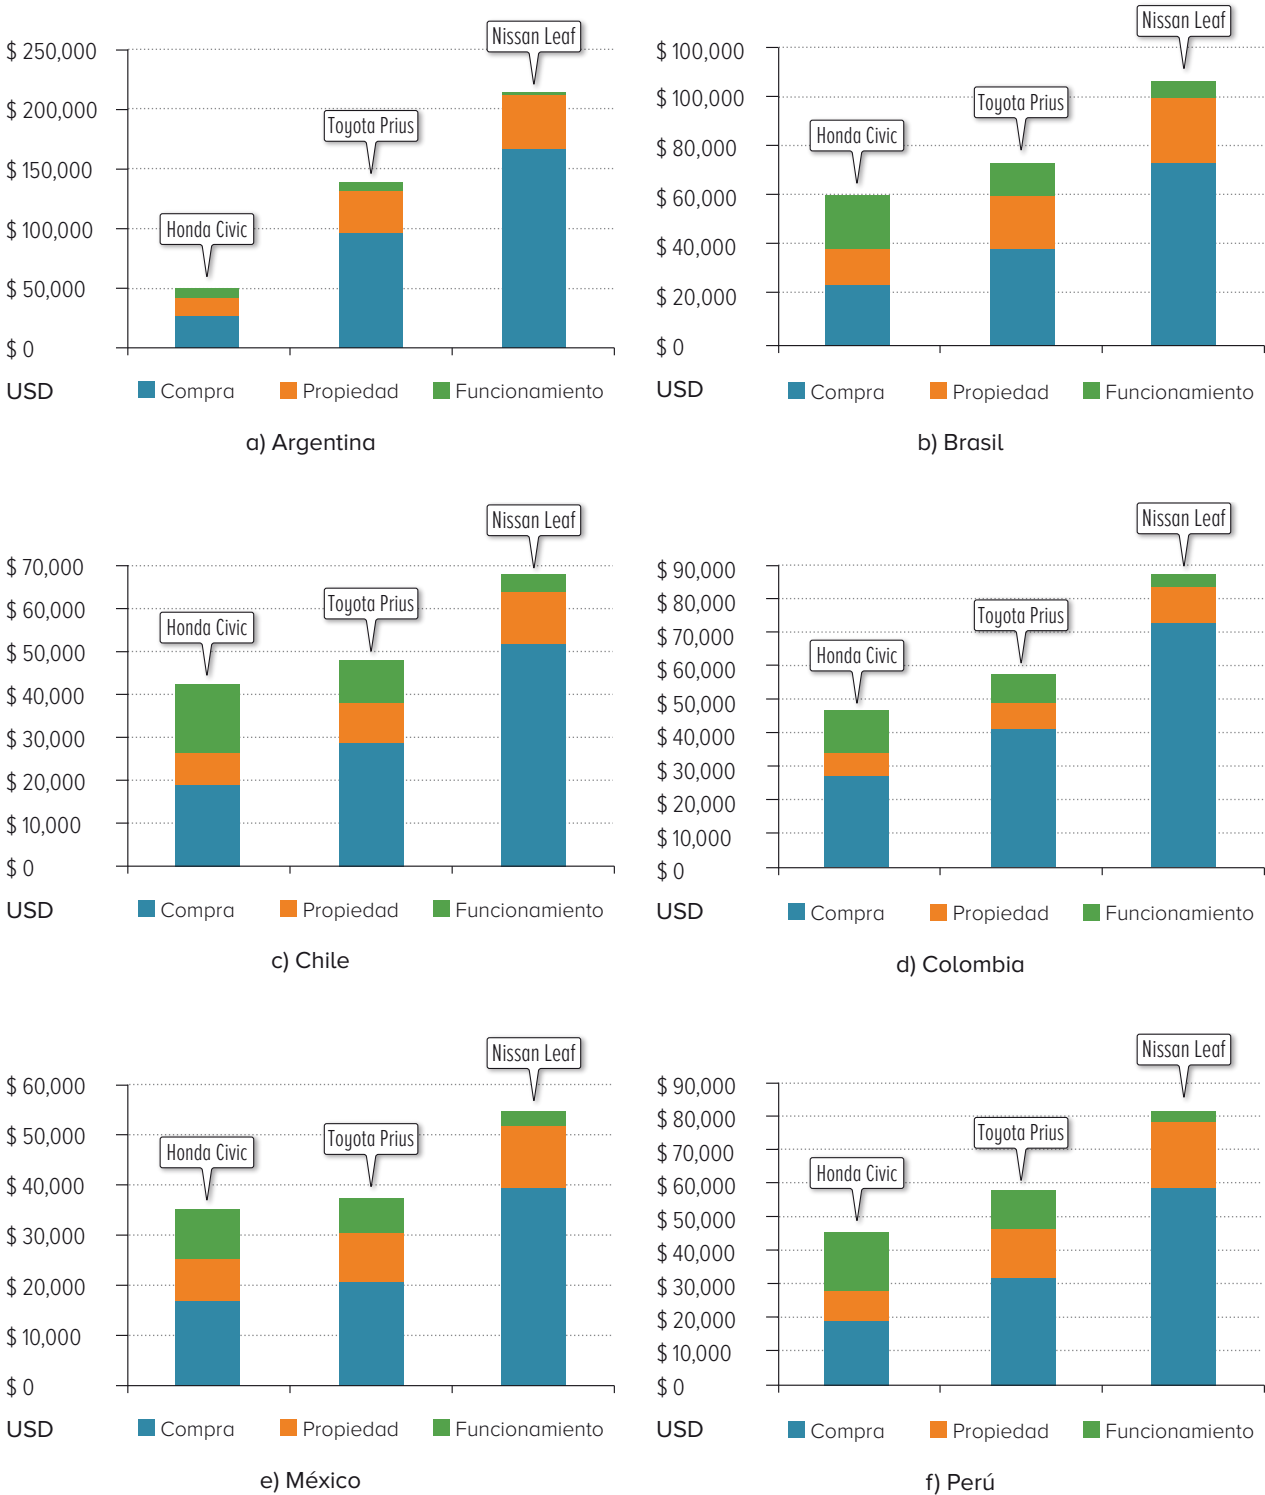 Nissan Leaf
$ 250,000
$ 200,000
Toyota Prius
$ 150,000
Honda Civic
$ 100,000
$ 50,000
$ 0
USD
Compra
Propiedad
Funcionamiento
a) Argentina
Nissan Leaf
$ 100,000
Toyota Prius
$ 100,000
Honda Civic
$ 80,000
$ 60,000
$ 40,000
$ 20,000
$ 0
USD
Compra
Propiedad
Funcionamiento
b) Brasil
Nissan Leaf
$ 70,000
Toyota Prius
$ 60,000
Honda Civic
$ 50,000
$ 40,000
$ 30,000
$ 20,000
$ 10,000
$ 0
USD
Compra
Propiedad
Funcionamiento
c) Chile
Nissan Leaf
$ 90,000
$ 80,000
Toyota Prius
$ 70,000
Honda Civic
$ 60,000
$ 50,000
$ 40,000
$ 30,000
$ 20,000
$ 10,000
$ 0
USD
Compra
Propiedad
Funcionamiento
d) Colombia
Nissan Leaf
$ 60,000
$ 50,000
Toyota Prius
Honda Civic
$ 40,000
$ 30,000
$ 20,000
$ 10,000
$ 0
USD
Compra
Propiedad
Funcionamiento
e) México
Nissan Leaf
$ 90,000
$ 80,000
Toyota Prius
$ 70,000
Honda Civic
$ 60,000
$ 50,000
$ 40,000
$ 30,000
$ 20,000
$ 10,000
$ 0
USD
Compra
Propiedad
Funcionamiento
f) Perú